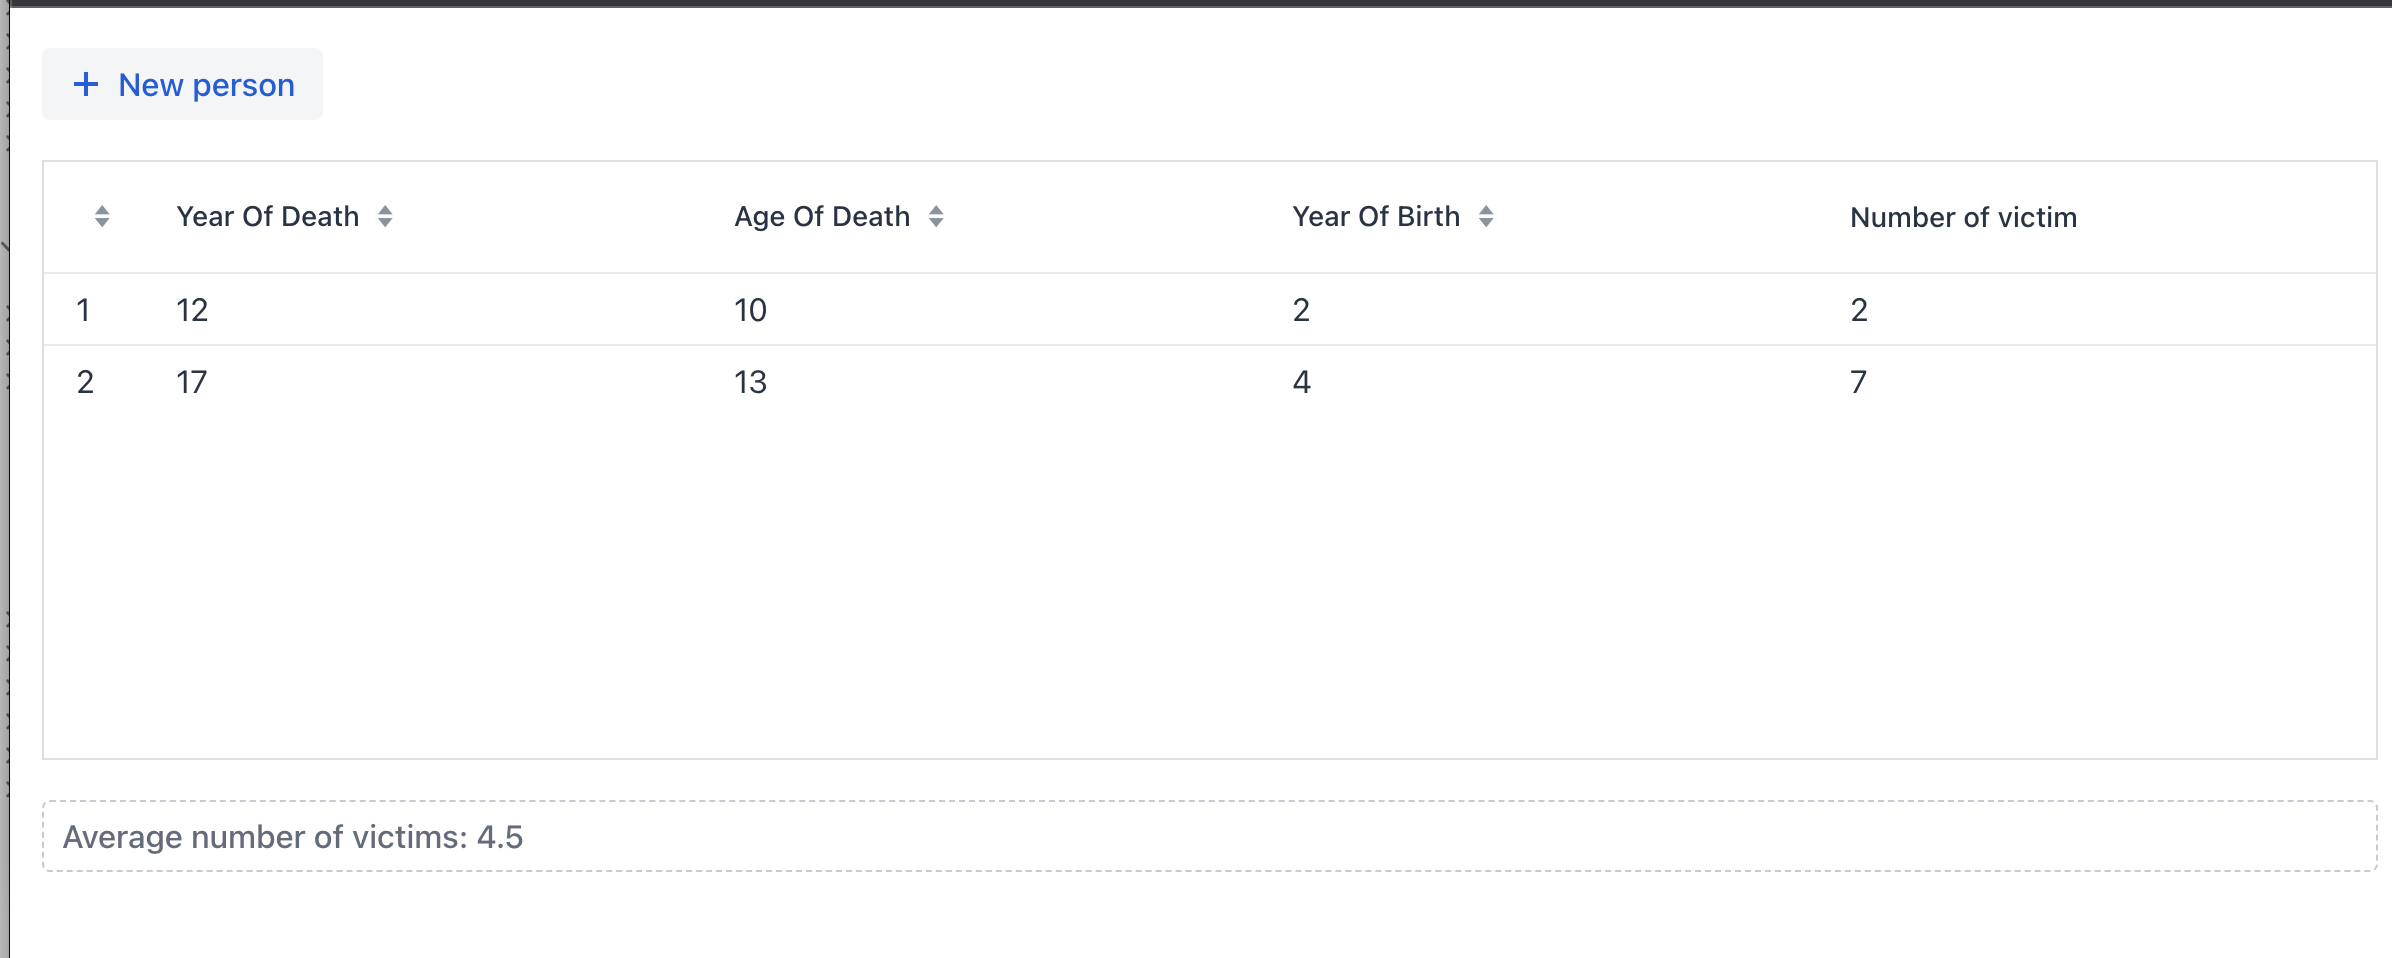 + New person
Year Of Death Age Of Death Year Of Birth Number of victim
1 12 10 2 2
2 17 13 4 7
Average number of victims: 4.5